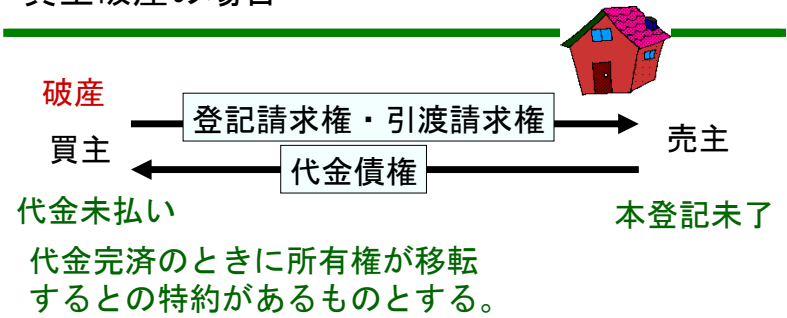 破産
登記請求権・引渡請求権
買主
売主
代金債権
代金未払い
本登記未了
代金完済のときに所有権が移転
するとの特約があるものとする。